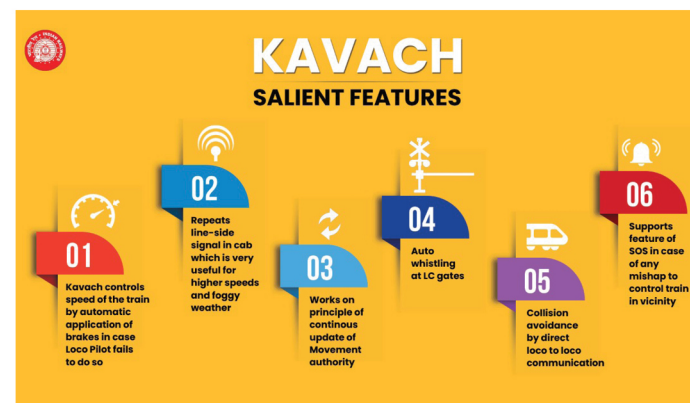 KAVACH
SALIENT FEATURES
01
Kavach controls
speed of the train
by automatic
application of
brakes in case
Loco Pilot fails
to do so
02
Repeats
line-side
signal in cab
which is very
useful for
higher speeds
and foggy
weather
03
Works on
principle of
continous
update of
Movement
authority
04
Auto
whistling
at LC gates
05
Collision
avoidance
by direct
loco to loco
communication
06
Supports
feature of
SOS in case
of any
mishap to
control train
in vicinity